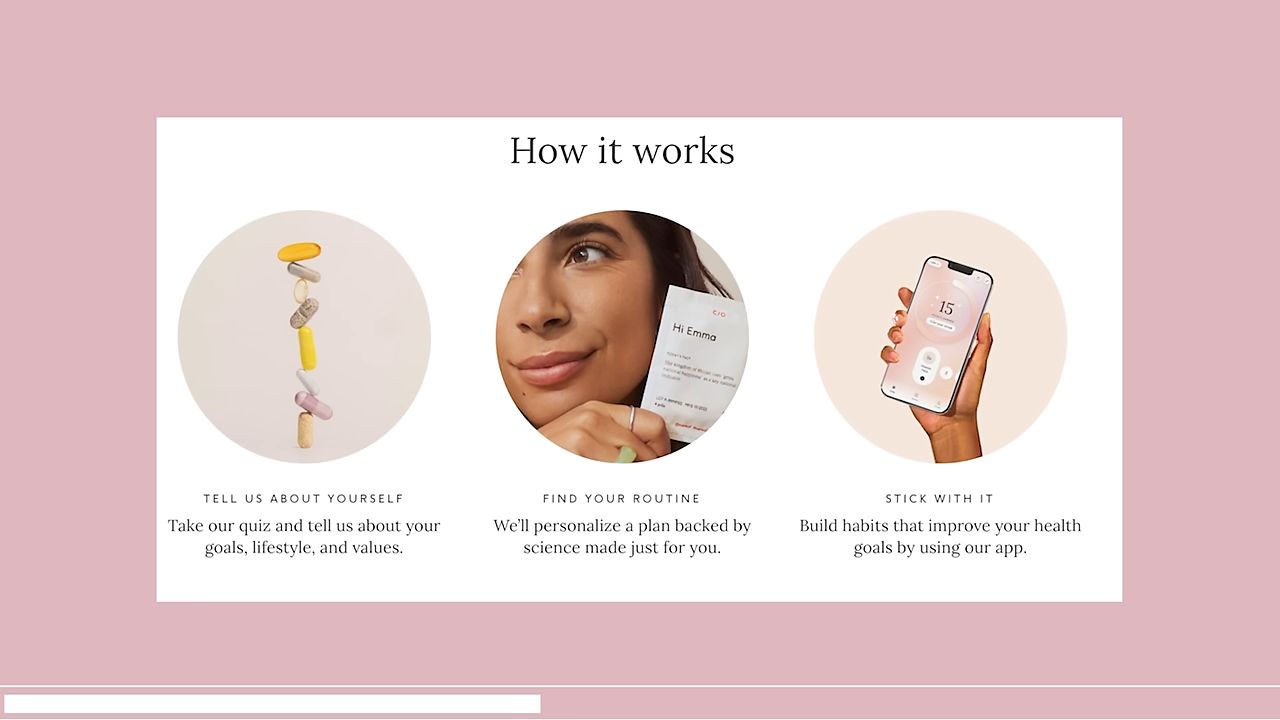 How it works
C/O
Hi Emma
15
TELL US ABOUT YOURSELF
Take our quiz and tell us about your
goals, lifestyle, and values.
FIND YOUR ROUTINE
We’ll personalize a plan backed by
science made just for you.
STICK WITH IT
Build habits that improve your health
goals by using our app.